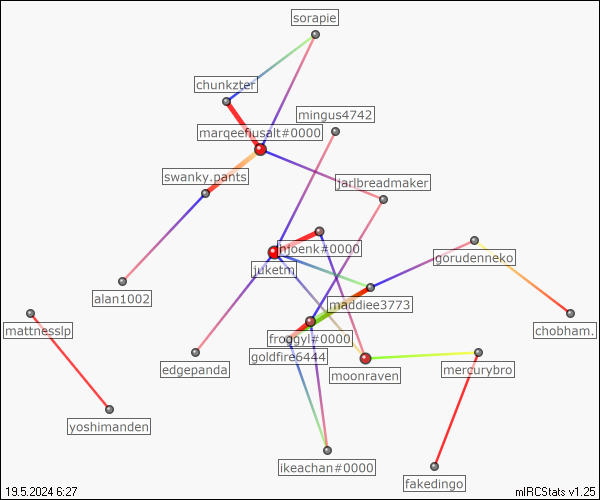 sorapie
chunkzter
mingus4742
marqeefiusalt#0000
swanky.pants
jarlbreadmaker
hjoenk#0000
gorudenneko
juketm
alan1002
maddiee3773
mattnesslp
chobham.
froggyl#0000
goldfire6444
edgepanda
moonraven
mercurybro
yoshimanden
ikeachan#0000
fakedingo
19.5.2024 6:27
mIRCStats v1.25